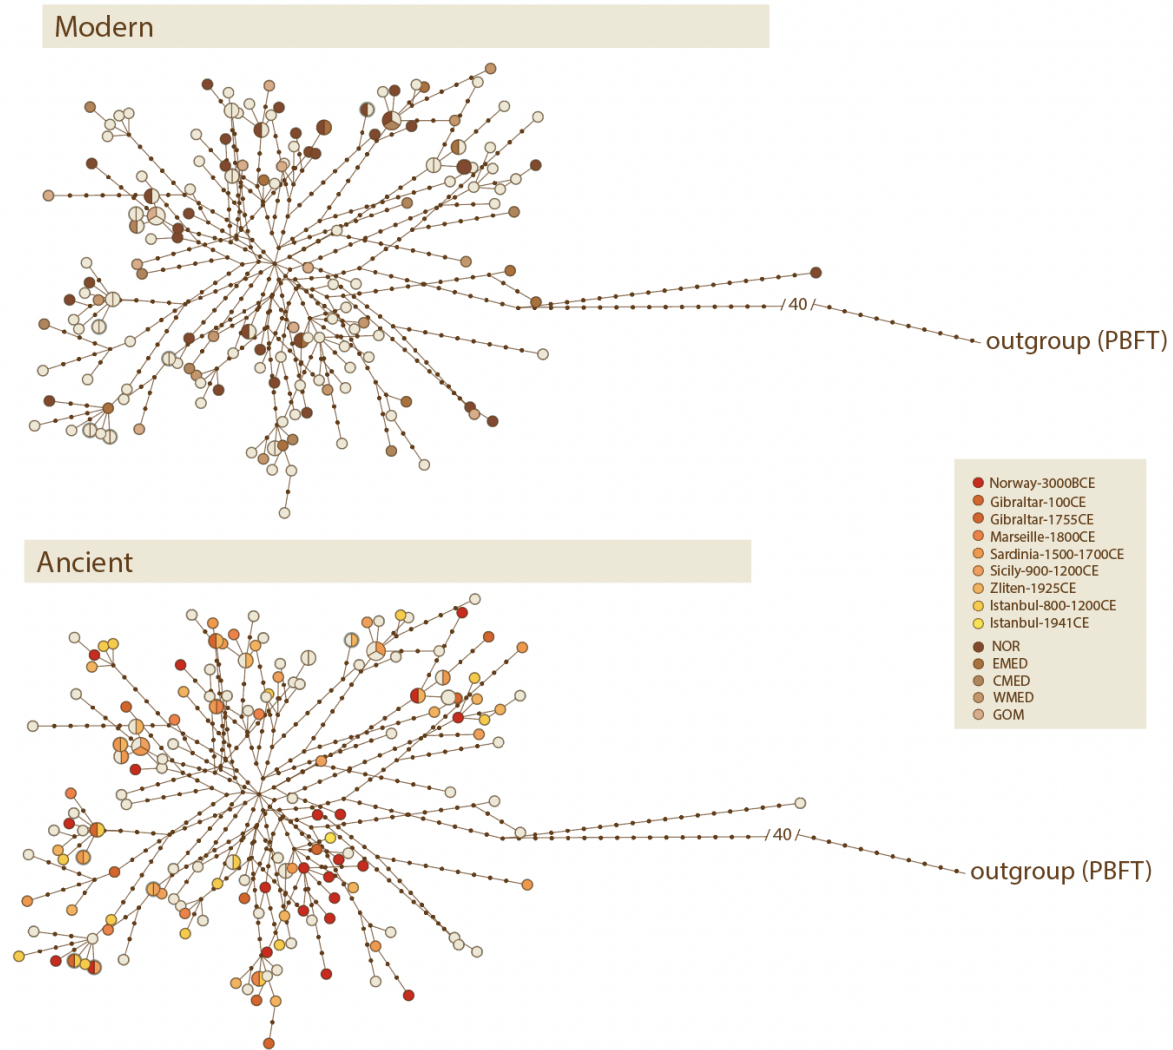 Modern
/ 40 /
outgroup (PBFT)
Norway-3000BCE
Gibraltar-100CE
Gibraltar-1755CE
Marseille-1800CE
Sardinia-1500-1700CE
Sicily-900-1200CE
Zliten-1925CE
Istanbul-800-1200CE
Istanbul-1941CE
NOR
EMED
CMED
WMED
GOM
Ancient
/ 40 /
outgroup (PBFT)